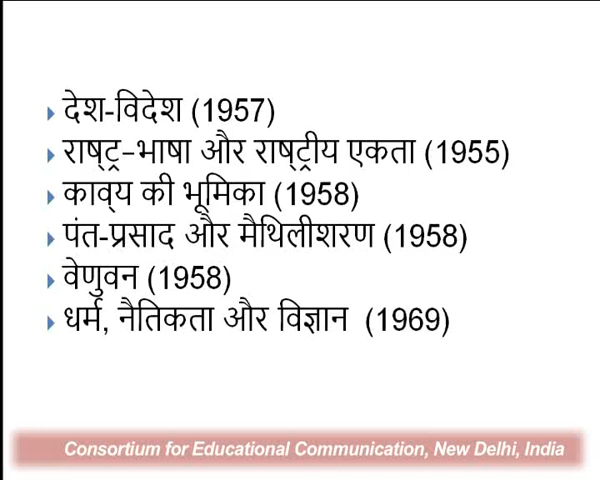 देश-विदेश (1957)
राष्ट्र-भाषा और राष्ट्रीय एकता (1955)
काव्य की भूमिका (1958)
पंत-प्रसाद और मैथिलीशरण (1958)
वेणुवन (1958)
धर्म, नैतिकता और विज्ञान (1969)
Consortium for Educational Communication, New Delhi, India